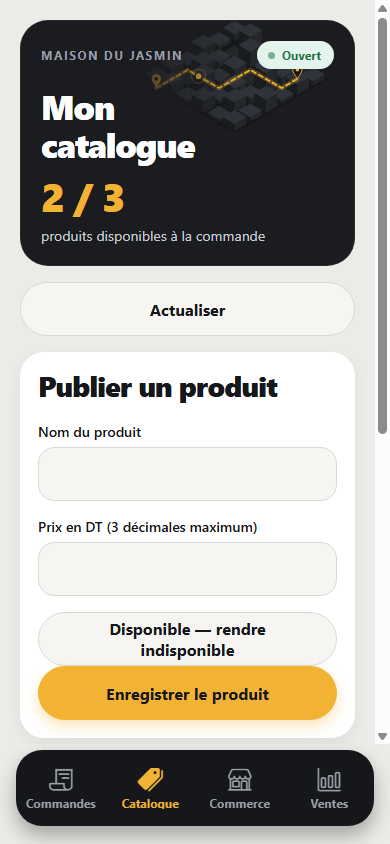 MAISON DU JASMIN
Ouvert
Mon
catalogue
2 / 3
produits disponibles à la commande
Actualiser
Publier un produit
Nom du produit
Prix en DT (3 décimales maximum)
Disponible — rendre
indisponible
Enregistrer le produit
Commandes
Catalogue
Commerce
Ventes